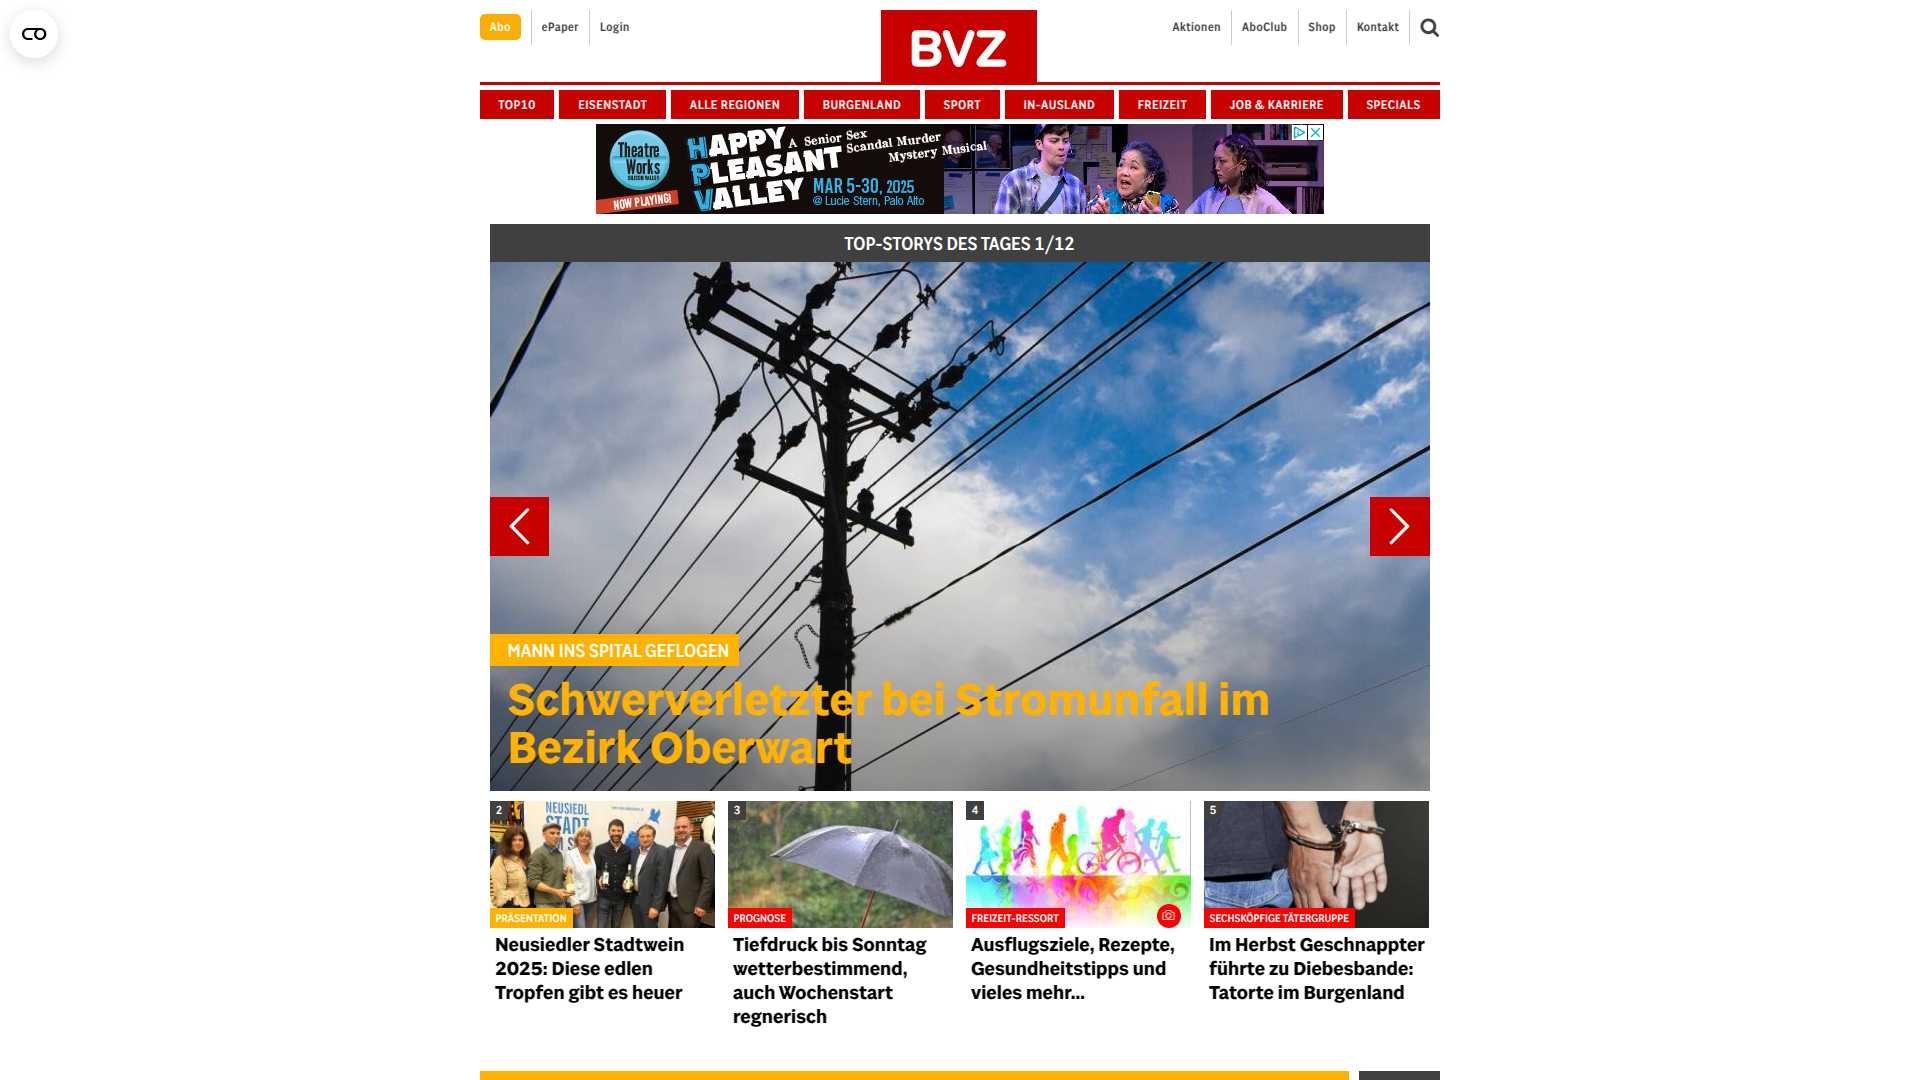 Abo
ePaper
Login
BVZ
Aktionen
AboClub
Shop
Kontakt
TOP10
EISENSTADT
ALLE REGIONEN
BURGENLAND
SPORT
IN-AUSLAND
FREIZEIT
JOB & KARRIERE
SPECIALS
Theatre
Works
SILICON VALLEY
NOW PLAYING!
HAPPY
PLEASANT
VALLEY
A Senior Sex
Scandal Murder
Mystery Musical
MAR 5-30, 2025
@ Lucie Stern, Palo Alto
TOP-STORYS DES TAGES 1/12
MANN INS SPITAL GEFLOGEN
Schwerverletzter bei Stromunfall im
Bezirk Oberwart
2
NEUSIEDL
STADT
PRÄSENTATION
Neusiedler Stadtwein
2025: Diese edlen
Tropfen gibt es heuer
3
PROGNOSE
Tiefdruck bis Sonntag
wetterbestimmend,
auch Wochenstart
regnerisch
4
FREIZEIT-RESSORT
Ausflugsziele, Rezepte,
Gesundheitstipps und
vieles mehr...
5
SECHSKÖPFIGE TÄTERGRUPPE
Im Herbst Geschnappter
führte zu Diebesbande:
Tatorte im Burgenland